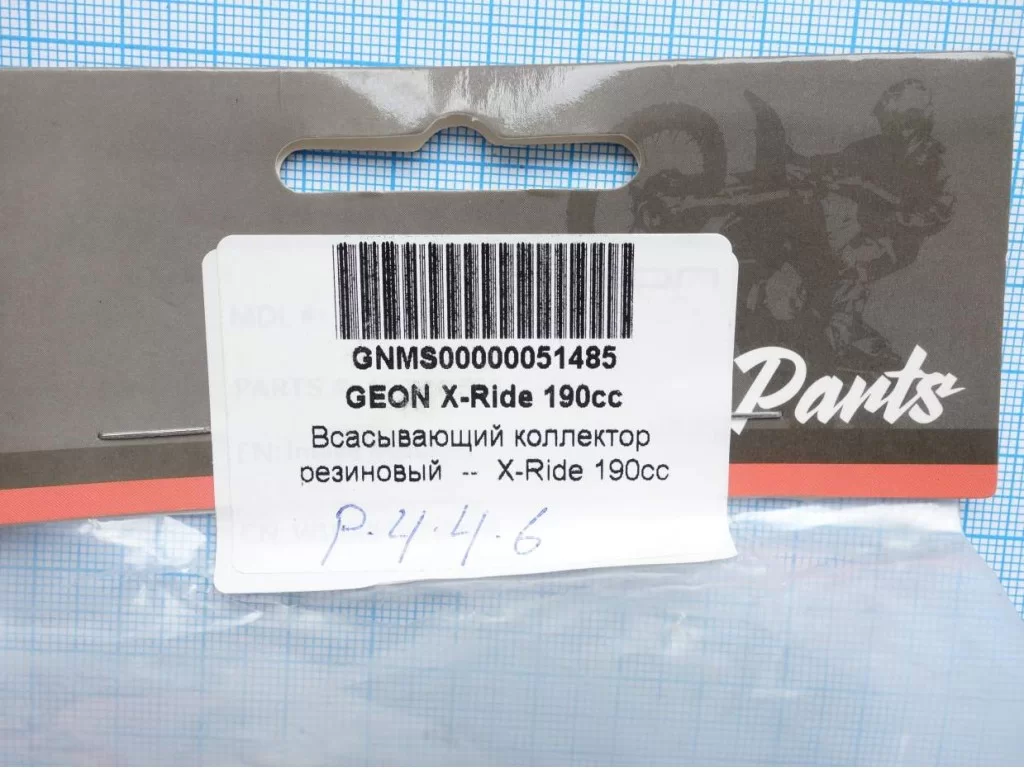 GNMS00000051485
GEON X-Ride 190cc
Всасывающий коллектор
резиновый -- X-Ride 190cc
P.4.4.6
Parts